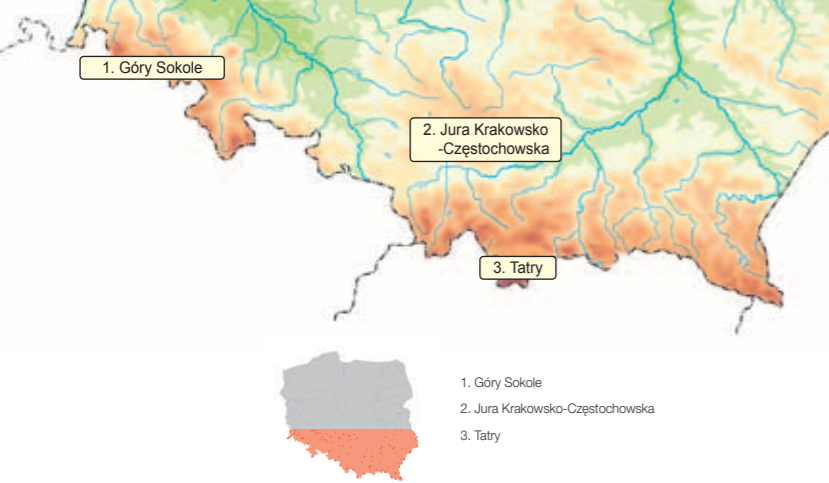 1. Góry Sokole
2. Jura Krakowsko
-Częstochowska
3. Tatry
1. Góry Sokole
2. Jura Krakowsko-Częstochowska
3. Tatry